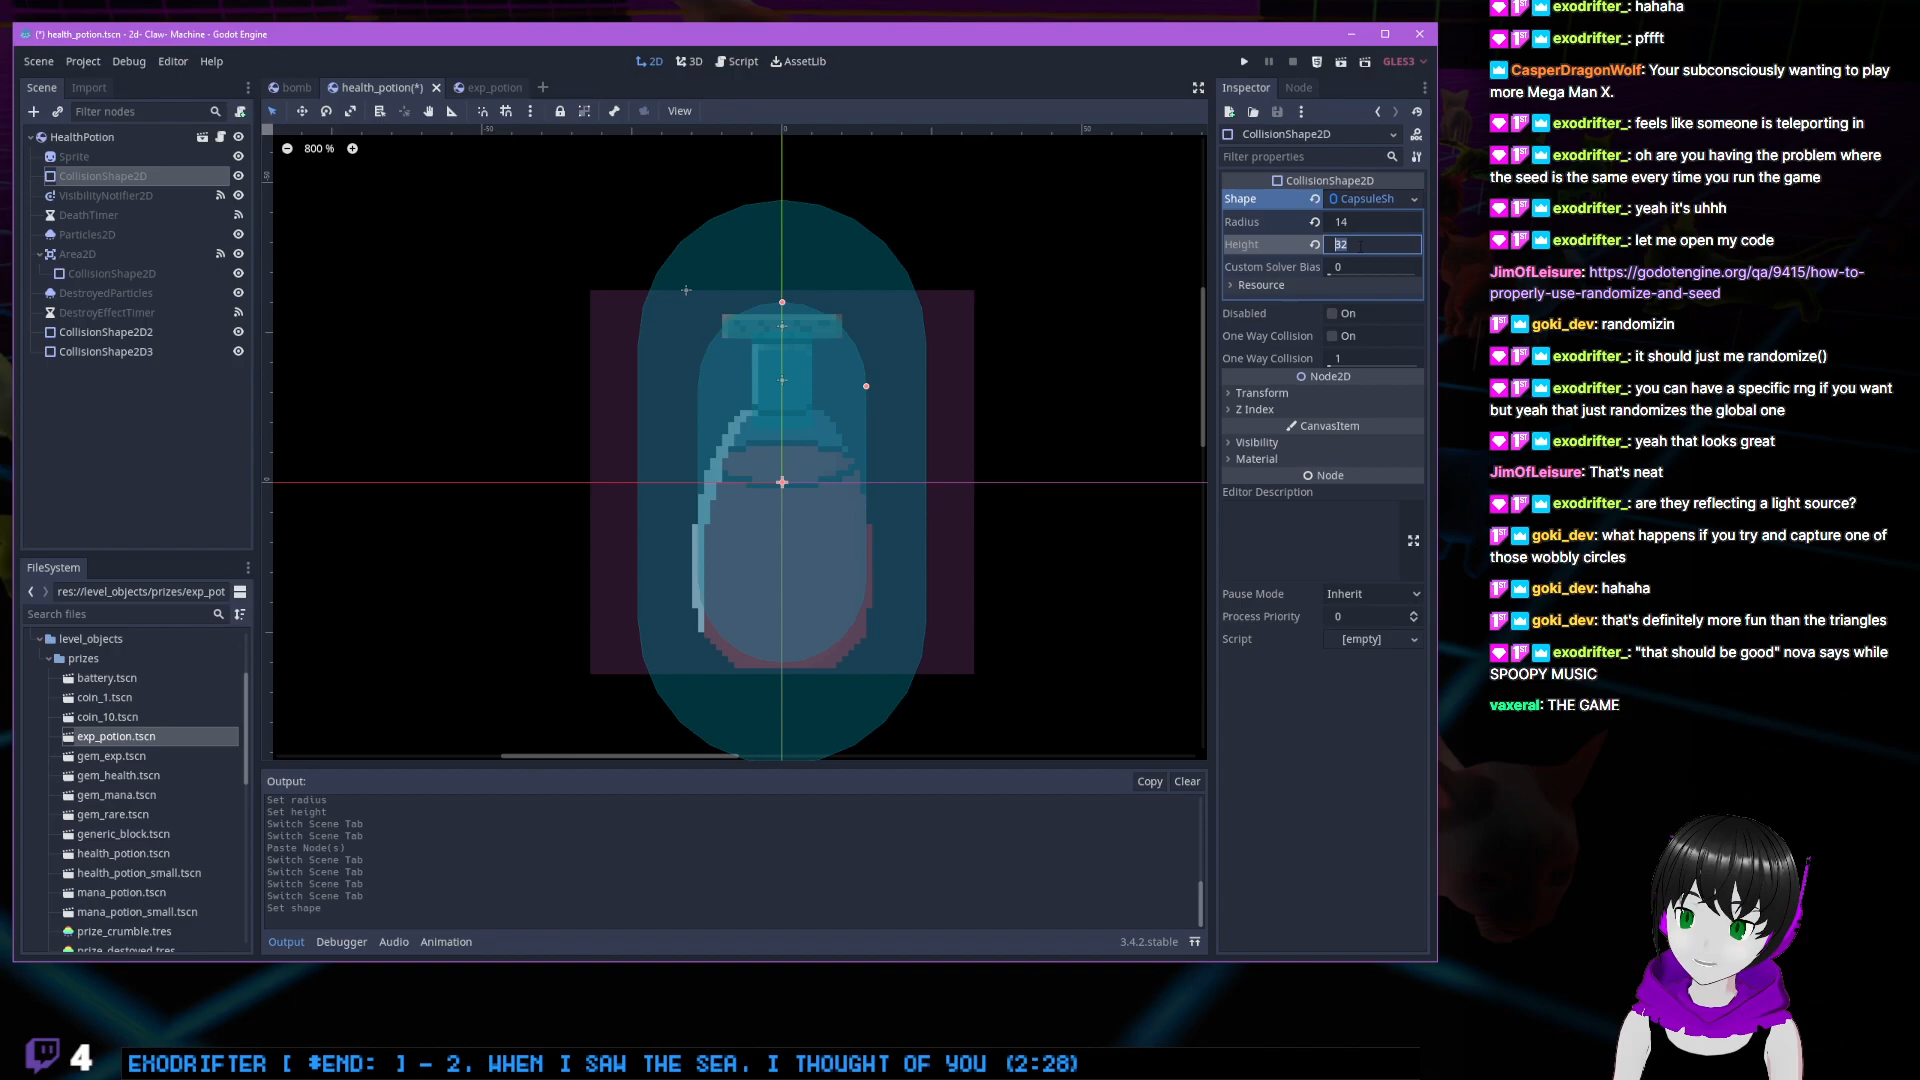 (*) health_potion.tscn - 2d- Claw- Machine - Godot Engine
Scene Project Debug Editor Help
2D 3D Script AssetLib
GLES3
Scene Import
bomb health_potion(*) exp_potion
Inspector Node
Filter nodes
View
HealthPotion
Sprite
CollisionShape2D
VisibilityNotifier2D
DeathTimer
Particles2D
Area2D
CollisionShape2D
DestroyedParticles
DestroyEffectTimer
CollisionShape2D2
CollisionShape2D3
-50 0 50
800 %
CollisionShape2D
Filter properties
CollisionShape2D
Shape CapsuleSh
Radius 14
Height 32
Custom Solver Bias 0
Resource
Disabled On
One Way Collision On
One Way Collision 1
Node2D
Transform
Z Index
CanvasItem
Visibility
Material
Node
Editor Description
Pause Mode Inherit
Process Priority 0
Script [empty]
FileSystem
res://level_objects/prizes/exp_pot
Search files
level_objects
prizes
battery.tscn
coin_1.tscn
coin_10.tscn
exp_potion.tscn
gem_exp.tscn
gem_health.tscn
gem_mana.tscn
gem_rare.tscn
generic_block.tscn
health_potion.tscn
health_potion_small.tscn
mana_potion.tscn
mana_potion_small.tscn
prize_crumble.tres
prize_destoyed.tres
Output: Copy Clear
Set radius
Set height
Switch Scene Tab
Switch Scene Tab
Paste Node(s)
Switch Scene Tab
Switch Scene Tab
Switch Scene Tab
Switch Scene Tab
Set shape
Output Debugger Audio Animation 3.4.2.stable
exodrifter_: hahaha
exodrifter_: pffft
CasperDragonWolf: Your subconsciously wanting to play
more Mega Man X.
exodrifter_: feels like someone is teleporting in
exodrifter_: oh are you having the problem where
the seed is the same every time you run the game
exodrifter_: yeah it's uhhh
exodrifter_: let me open my code
JimOfLeisure: https://godotengine.org/qa/9415/how-to-
properly-use-randomize-and-seed
goki_dev: randomizin
exodrifter_: it should just me randomize()
exodrifter_: you can have a specific rng if you want
but yeah that just randomizes the global one
exodrifter_: yeah that looks great
JimOfLeisure: That's neat
exodrifter_: are they reflecting a light source?
goki_dev: what happens if you try and capture one of
those wobbly circles
goki_dev: hahaha
goki_dev: that's definitely more fun than the triangles
exodrifter_: "that should be good" nova says while
SPOOPY MUSIC
vaxeral: THE GAME
4
EXODRIFTER [ *END: ] - 2. WHEN I SAW THE SEA, I THOUGHT OF YOU (2:28)